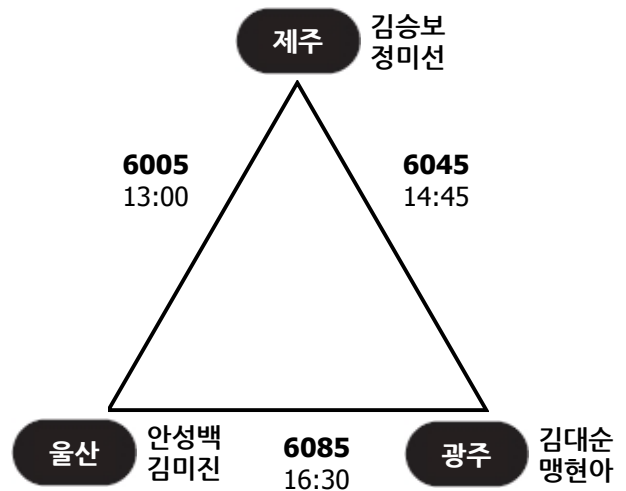 제주
김승보
정미선
6005
13:00
6045
14:45
울산
안성백
김미진
6085
16:30
광주
김대순
맹현아